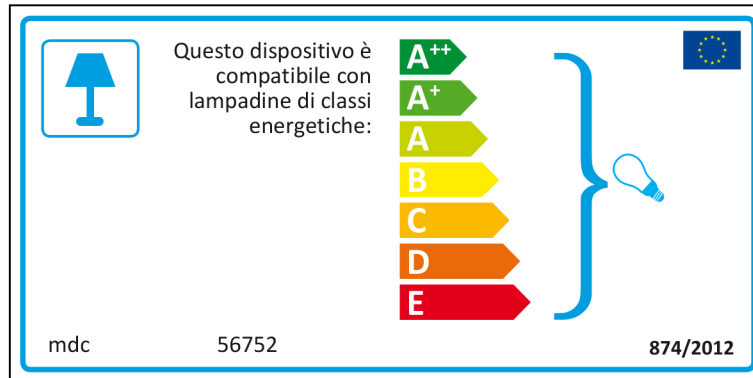 Questo dispositivo è
compatibile con
lampadine di classi
energetiche:
A++
A+
A
B
C
D
E
mdc 56752 874/2012